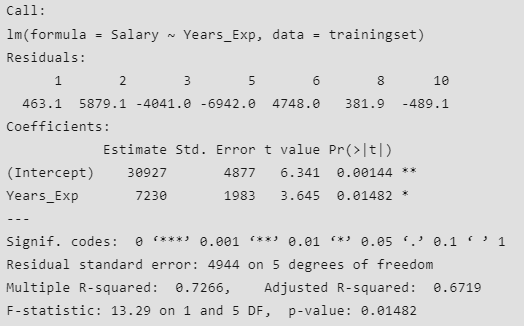 Call:
lm(formula = Salary ~ Years_Exp, data = trainingset)
Residuals:
1 2 3 5 6 8 10
463.1 5879.1 -4041.0 -6942.0 4748.0 381.9 -489.1
Coefficients:
Estimate Std. Error t value Pr(>|t|)
(Intercept) 30927 4877 6.341 0.00144 **
Years_Exp 7230 1983 3.645 0.01482 *
---
Signif. codes: 0 ‘***’ 0.001 ‘**’ 0.01 ‘*’ 0.05 ‘.’ 0.1 ‘ ’ 1
Residual standard error: 4944 on 5 degrees of freedom
Multiple R-squared: 0.7266, Adjusted R-squared: 0.6719
F-statistic: 13.29 on 1 and 5 DF, p-value: 0.01482